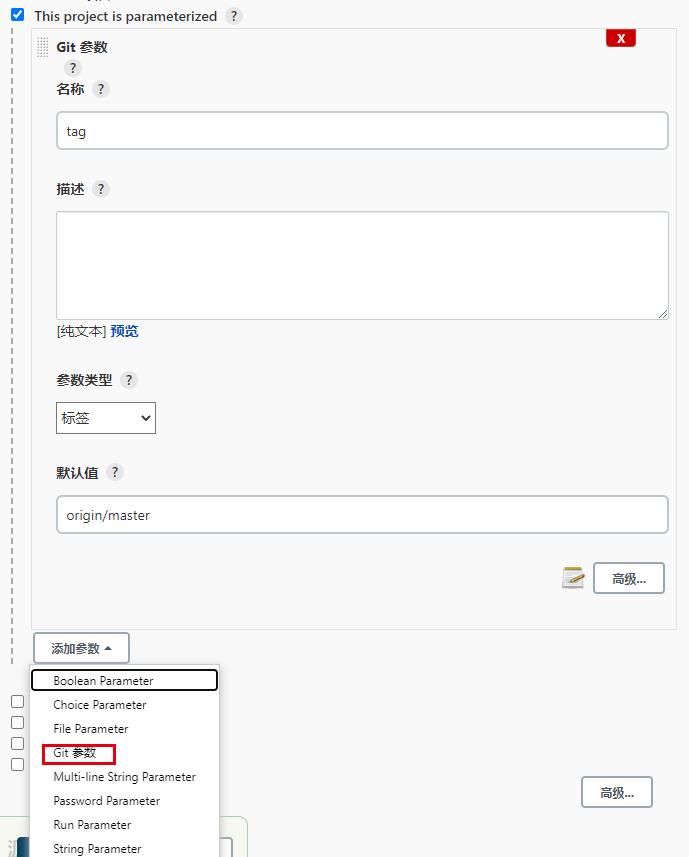 This project is parameterized ?
X
Git 参数
?
名称 ?
tag
描述 ?
[纯文本] 预览
参数类型 ?
标签
默认值 ?
origin/master
高级...
添加参数
Boolean Parameter
Choice Parameter
File Parameter
Git 参数
Multi-line String Parameter
Password Parameter
高级...
Run Parameter
String Parameter